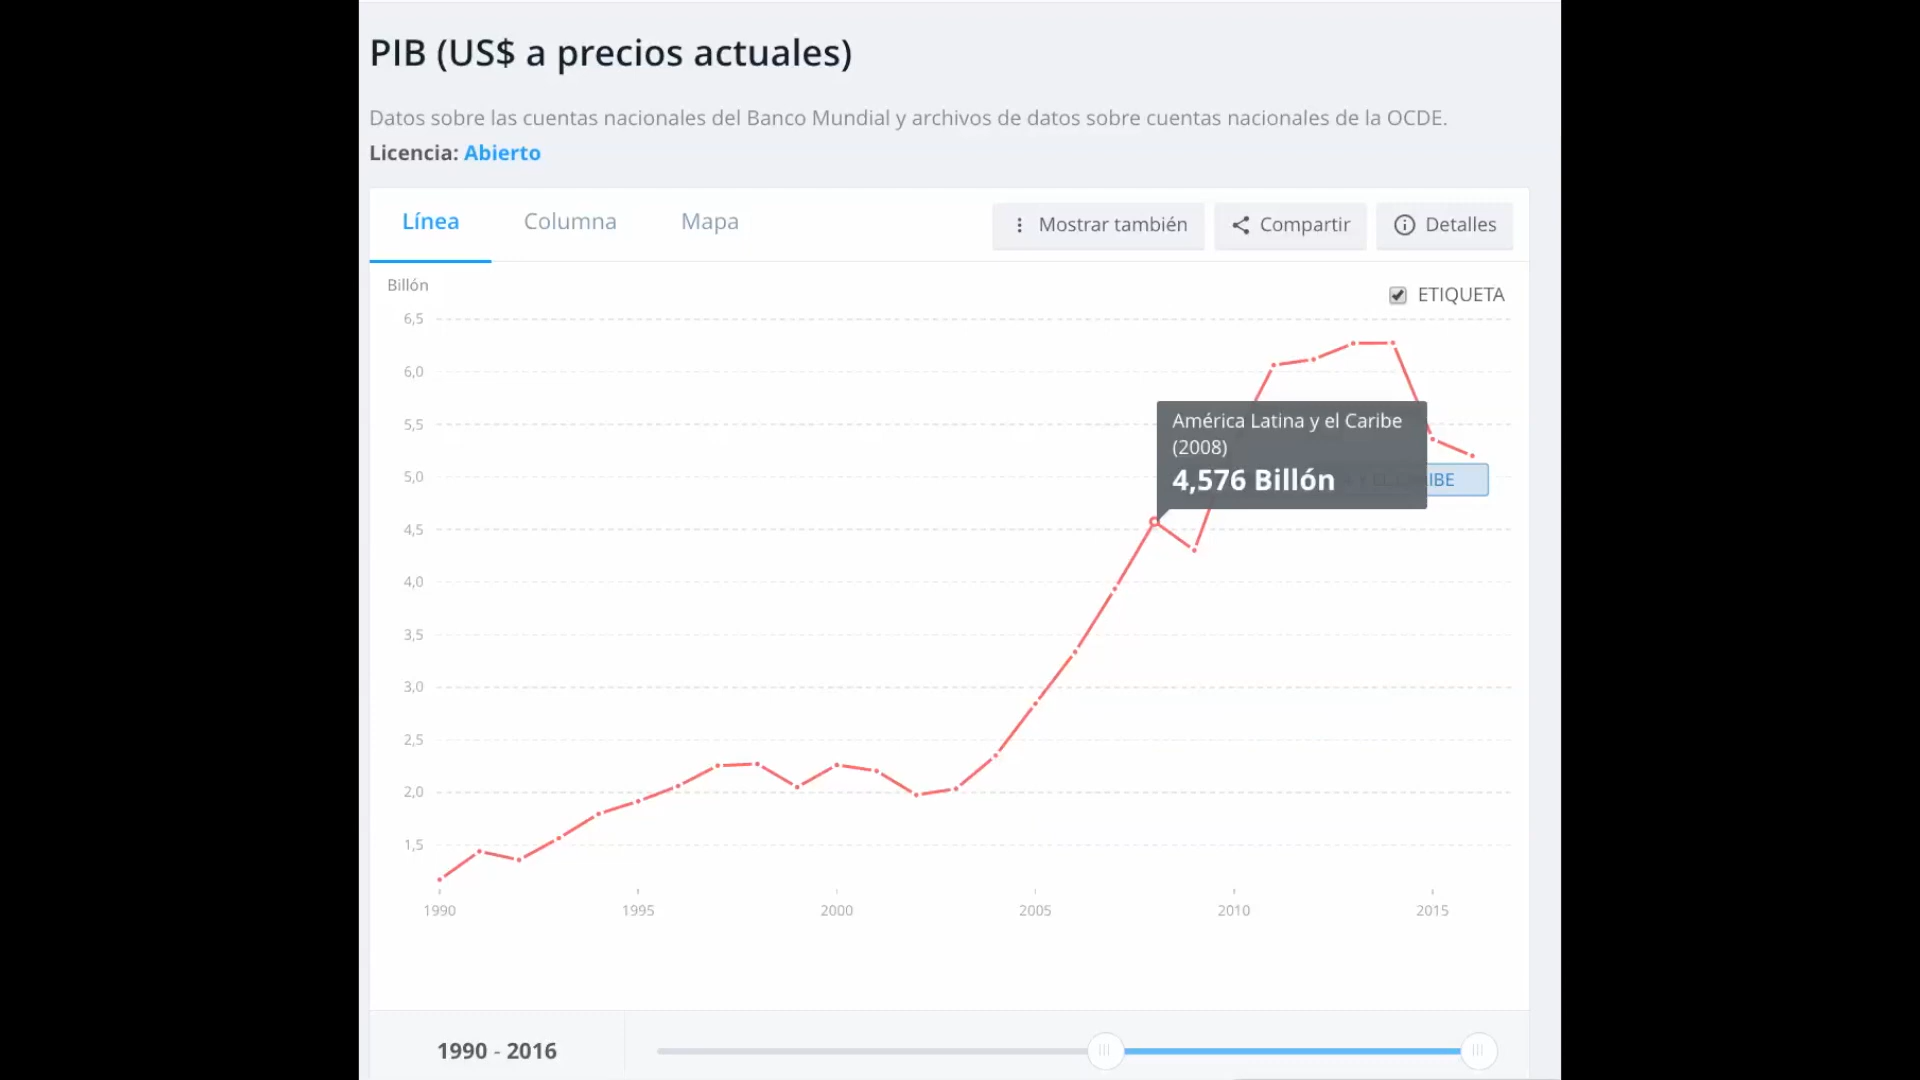 PIB (US$ a precios actuales)
Datos sobre las cuentas nacionales del Banco Mundial y archivos de datos sobre cuentas nacionales de la OCDE.
Licencia: Abierto
Línea Columna Mapa Mostrar también Compartir Detalles
Billón
ETIQUETA
6,5
6,0
5,5
América Latina y el Caribe
(2008)
4,576 Billón
5,0
4,5
4,0
3,5
3,0
2,5
2,0
1,5
1990 1995 2000 2005 2010 2015
1990 - 2016